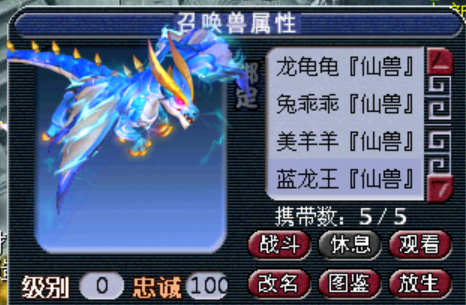 召唤兽属性
绑定
龙龟龟『仙兽』
兔乖乖『仙兽』
美羊羊『仙兽』
蓝龙王『仙兽』
携带数: 5/5
战斗 休息 观看
级别 0 忠诚 100 改名 图鉴 放生